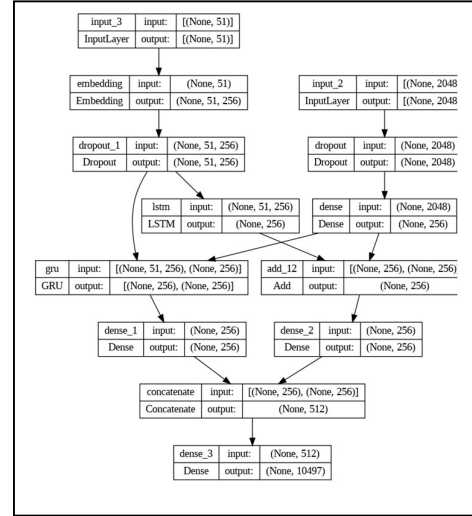 input_3 input: [(None, 51)]
InputLayer output: [(None, 51)]
embedding input: (None, 51)
Embedding output: (None, 51, 256)
input_2 input: [(None, 2048
InputLayer output: [(None, 2048
dropout_1 input: (None, 51, 256)
Dropout output: (None, 51, 256)
dropout input: (None, 2048)
Dropout output: (None, 2048)
lstm input: (None, 51, 256)
LSTM output: (None, 256)
dense input: (None, 2048)
Dense output: (None, 256)
gru input: [(None, 51, 256), (None, 256)]
GRU output: [(None, 256), (None, 256)]
add_12 input: [(None, 256), (None, 256)
Add output: (None, 256)
dense_1 input: (None, 256)
Dense output: (None, 256)
dense_2 input: (None, 256)
Dense output: (None, 256)
concatenate input: [(None, 256), (None, 256)]
Concatenate output: (None, 512)
dense_3 input: (None, 512)
Dense output: (None, 10497)